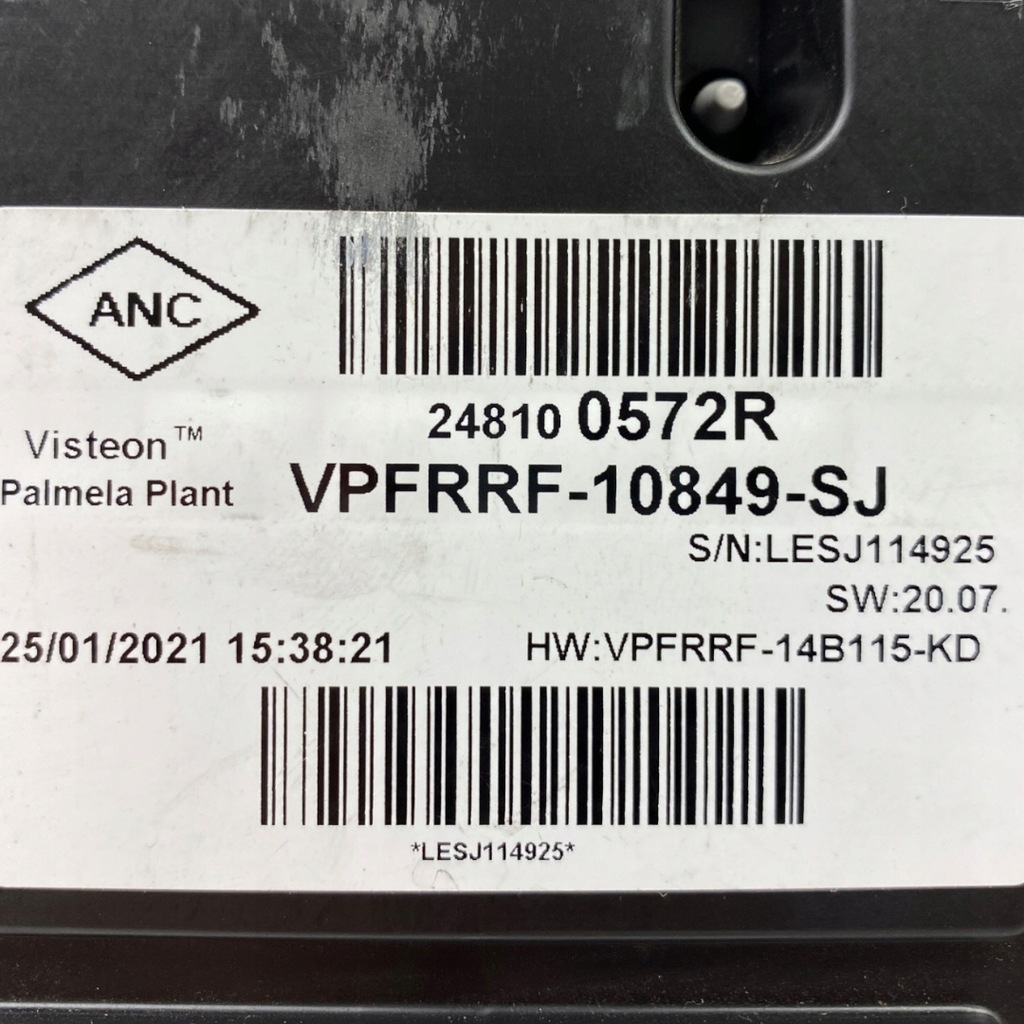 ANC
24810 0572R
Visteon™
Palmela Plant
VPFRRF-10849-SJ
S/N:LESJ114925
SW:20.07.
25/01/2021 15:38:21
HW:VPFRRF-14B115-KD
*LESJ114925*